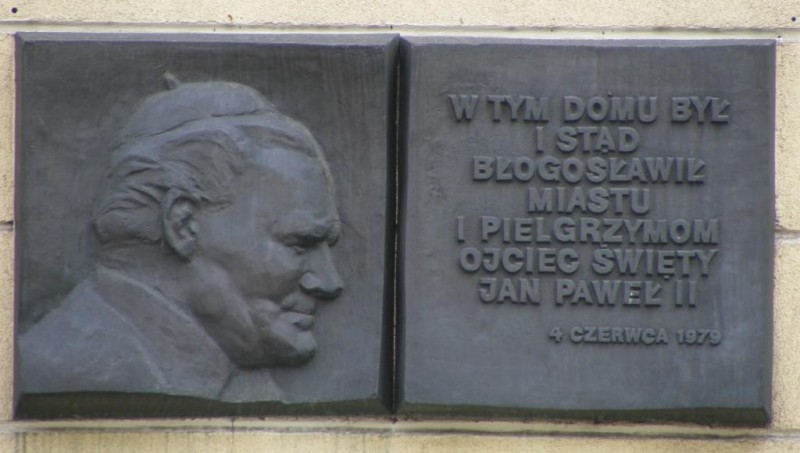 W TYM DOMU BYŁ
I STĄD
BŁOGOSŁAWIŁ
MIASTU
I PIELGRZYMOM
OJCIEC ŚWIĘTY
JAN PAWEŁ II
4 CZERWCA 1979